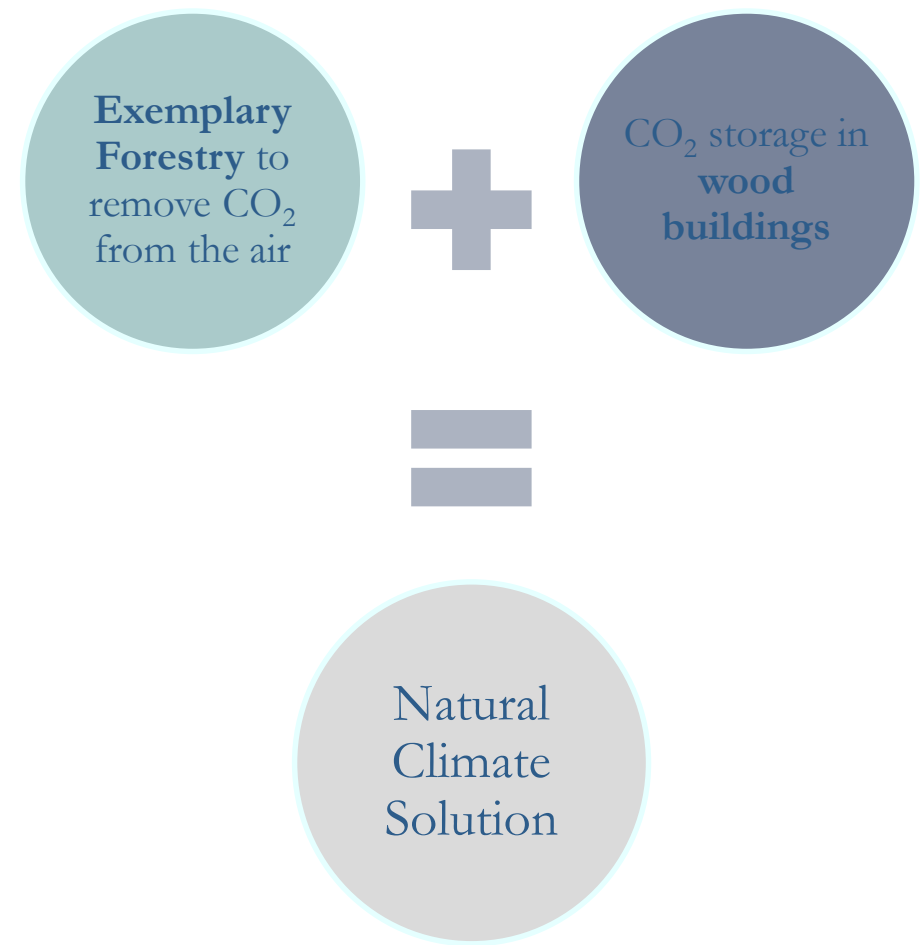 Exemplary
Forestry to
remove CO₂
from the air
CO₂ storage in
wood
buildings
Natural
Climate
Solution